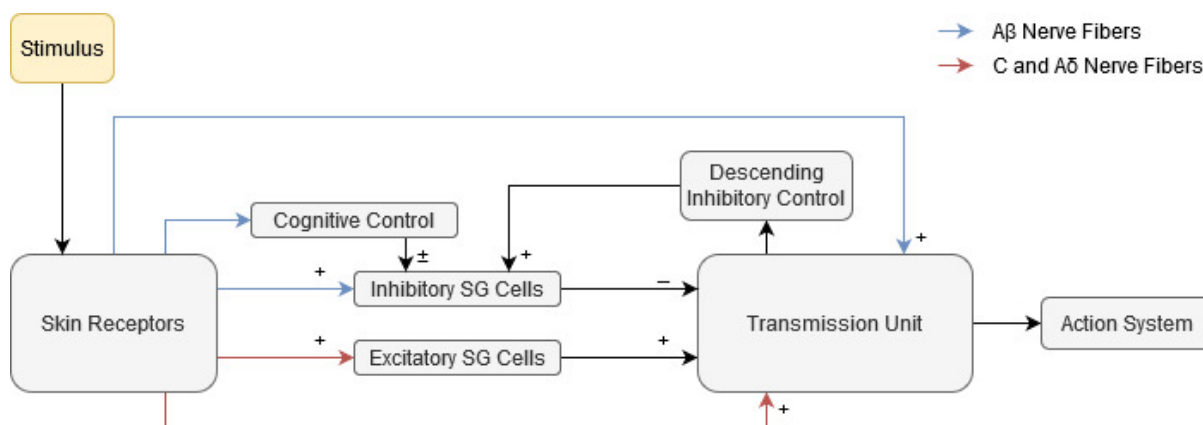 Stimulus
Aβ Nerve Fibers
C and Aδ Nerve Fibers
Descending
Inhibitory Control
Cognitive Control
+
±
+
+
Inhibitory SG Cells
−
Skin Receptors
Transmission Unit
Action System
+
Excitatory SG Cells
+
+